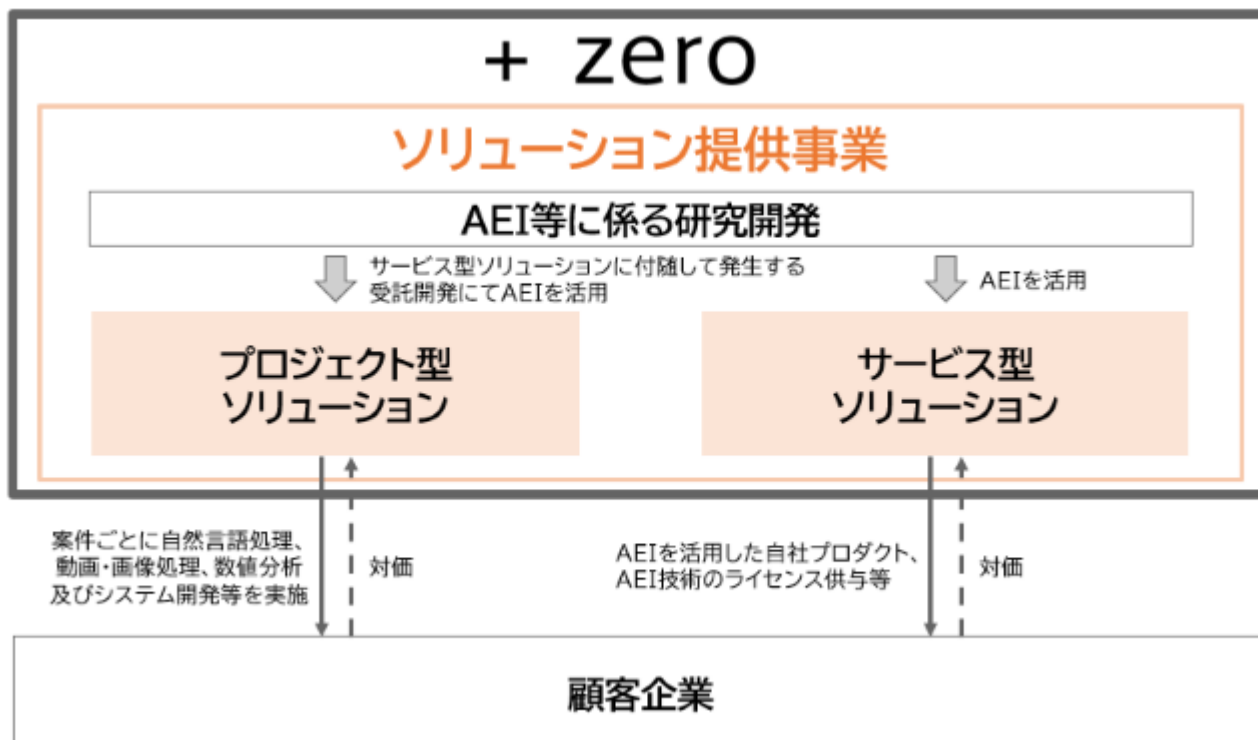 + zero
ソリューション提供事業
AEI等に係る研究開発
サービス型ソリューションに付随して発生する
受託開発にてAEIを活用
AEIを活用
プロジェクト型
ソリューション
サービス型
ソリューション
案件ごとに自然言語処理、
動画・画像処理、数値分析
及びシステム開発等を実施
対価
AEIを活用した自社プロダクト、
AEI技術のライセンス供与等
対価
顧客企業